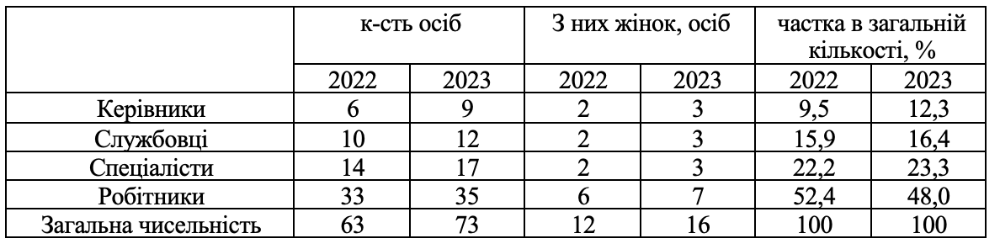 к-сть осіб З них жінок, осіб частка в загальній
кількості, %
2022 2023 2022 2023 2022 2023
Керівники 6 9 2 3 9,5 12,3
Службовці 10 12 2 3 15,9 16,4
Спеціалісти 14 17 2 3 22,2 23,3
Робітники 33 35 6 7 52,4 48,0
Загальна чисельність 63 73 12 16 100 100